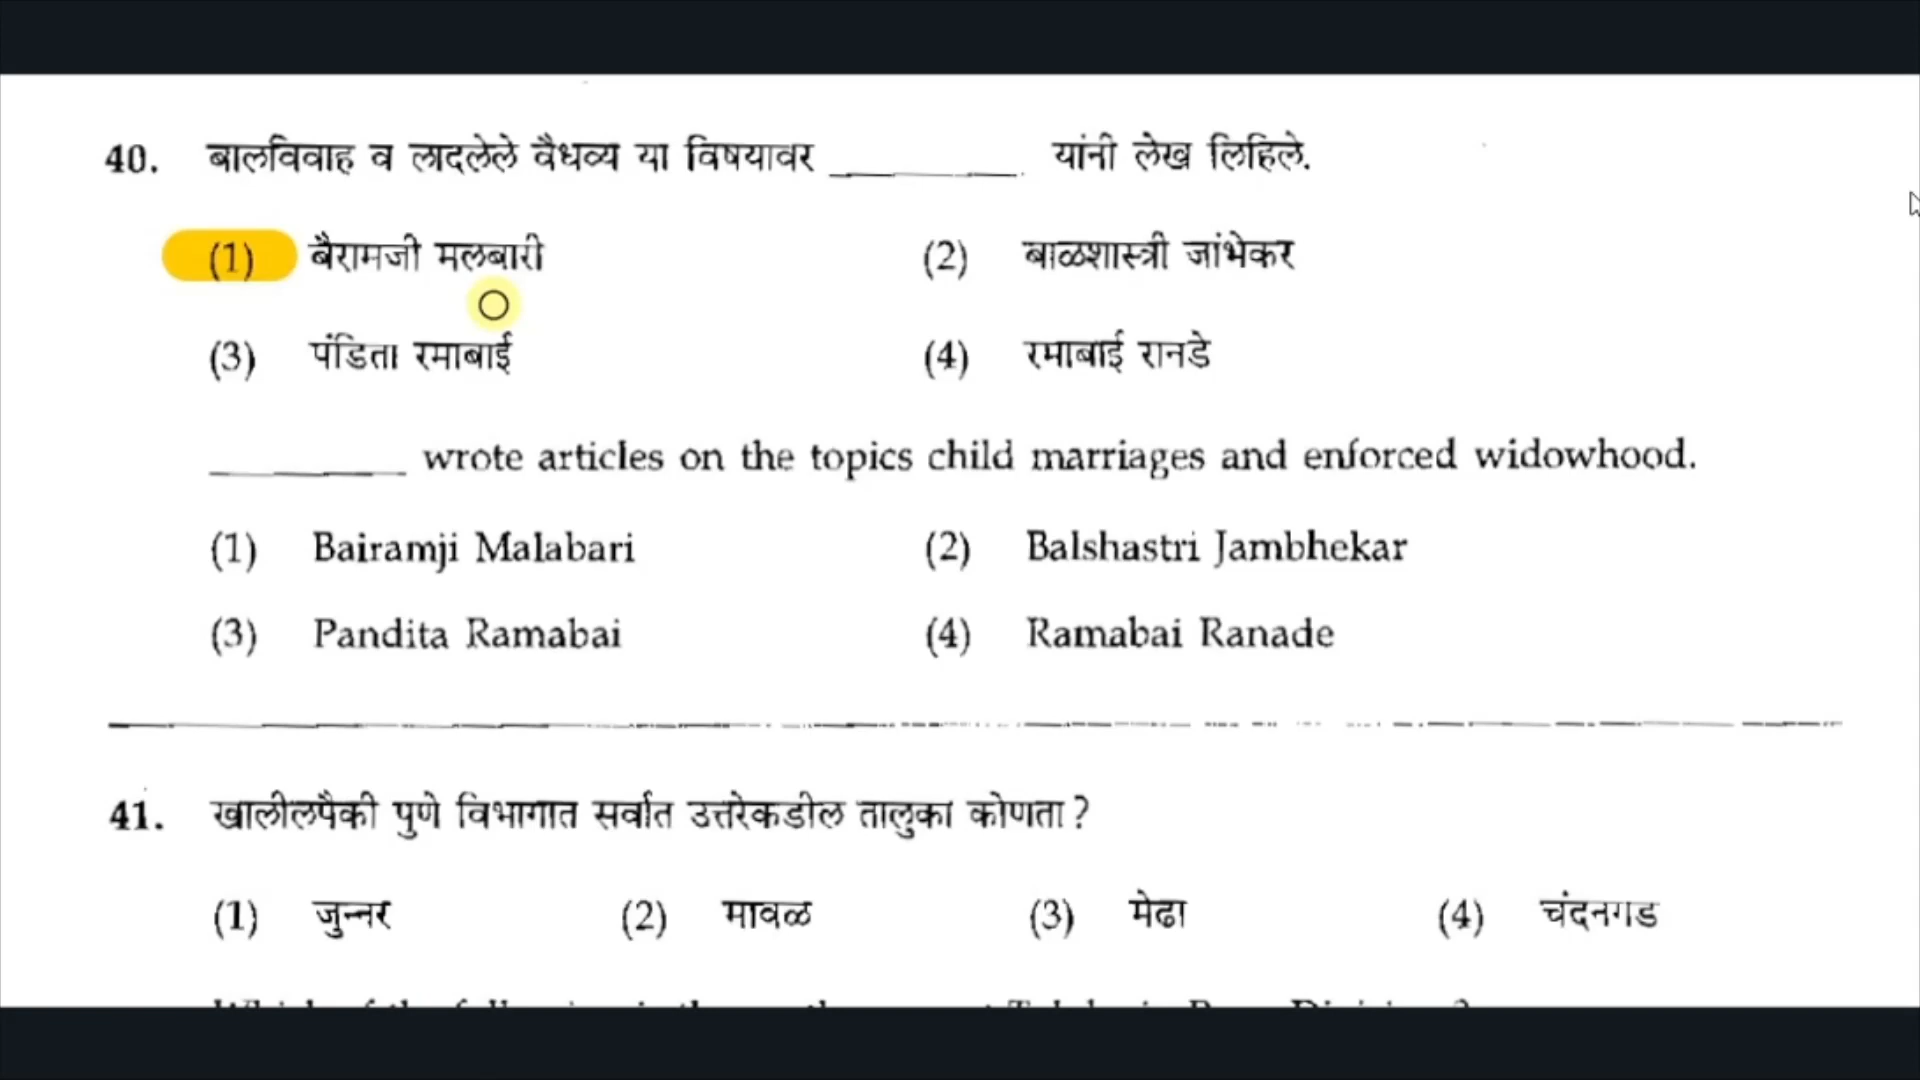 40. बालविवाह व लादलेले वैधव्य या विषयावर ________ यांनी लेख लिहिले.
(1) बैरामजी मलबारी (2) बाळशास्त्री जांभेकर
(3) पंडिता रमाबाई (4) रमाबाई रानडे
________ wrote articles on the topics child marriages and enforced widowhood.
(1) Bairamji Malabari (2) Balshastri Jambhekar
(3) Pandita Ramabai (4) Ramabai Ranade
41. खालीलपैकी पुणे विभागात सर्वात उत्तरेकडील तालुका कोणता ?
(1) जुन्नर (2) मावळ (3) मेढा (4) चंदनगड